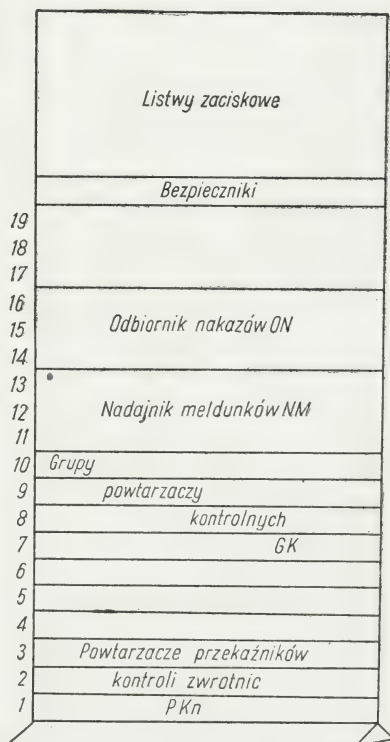 Listwy zaciskowe
Bezpieczniki
19
18
17
16
15 Odbiornik nakazów ON
14
13
12 Nadajnik meldunków NM
11
10 Grupy
9 powtarzaczy
8 kontrolnych
7 GK
6
5
4
3 Powtarzacze przekaźników
2 kontroli zwrotnic
1 PKn